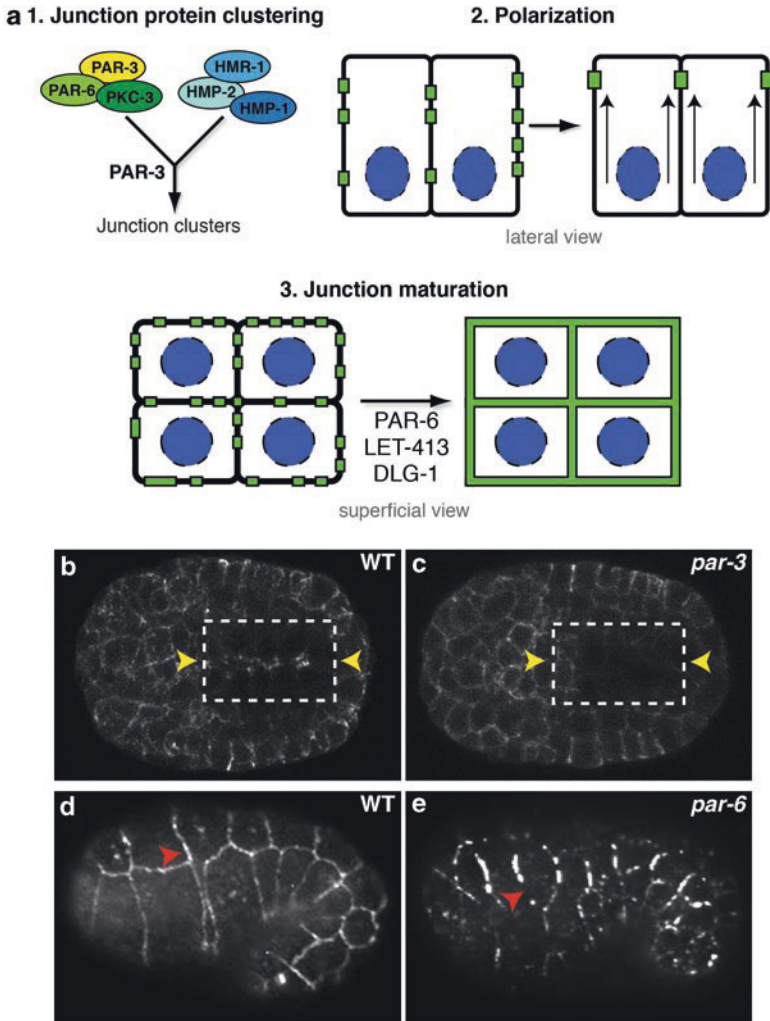 a 1. Junction protein clustering
2. Polarization
PAR-3
PAR-6
PKC-3
HMR-1
HMP-2
HMP-1
PAR-3
Junction clusters
lateral view
3. Junction maturation
PAR-6
LET-413
DLG-1
superficial view
b WT
c par-3
d WT
e par-6